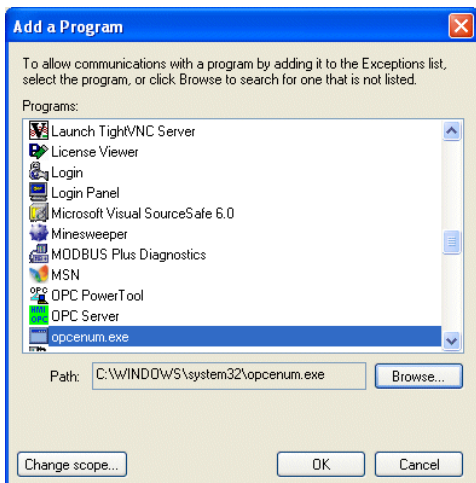 Add a Program
To allow communications with a program by adding it to the Exceptions list,
select the program, or click Browse to search for one that is not listed.
Programs:
Launch TightVNC Server
License Viewer
Login
Login Panel
Microsoft Visual SourceSafe 6.0
Minesweeper
MODBUS Plus Diagnostics
MSN
OPC PowerTool
OPC Server
opcenum.exe
Path: C:\WINDOWS\system32\opcenum.exe Browse...
Change scope... OK Cancel